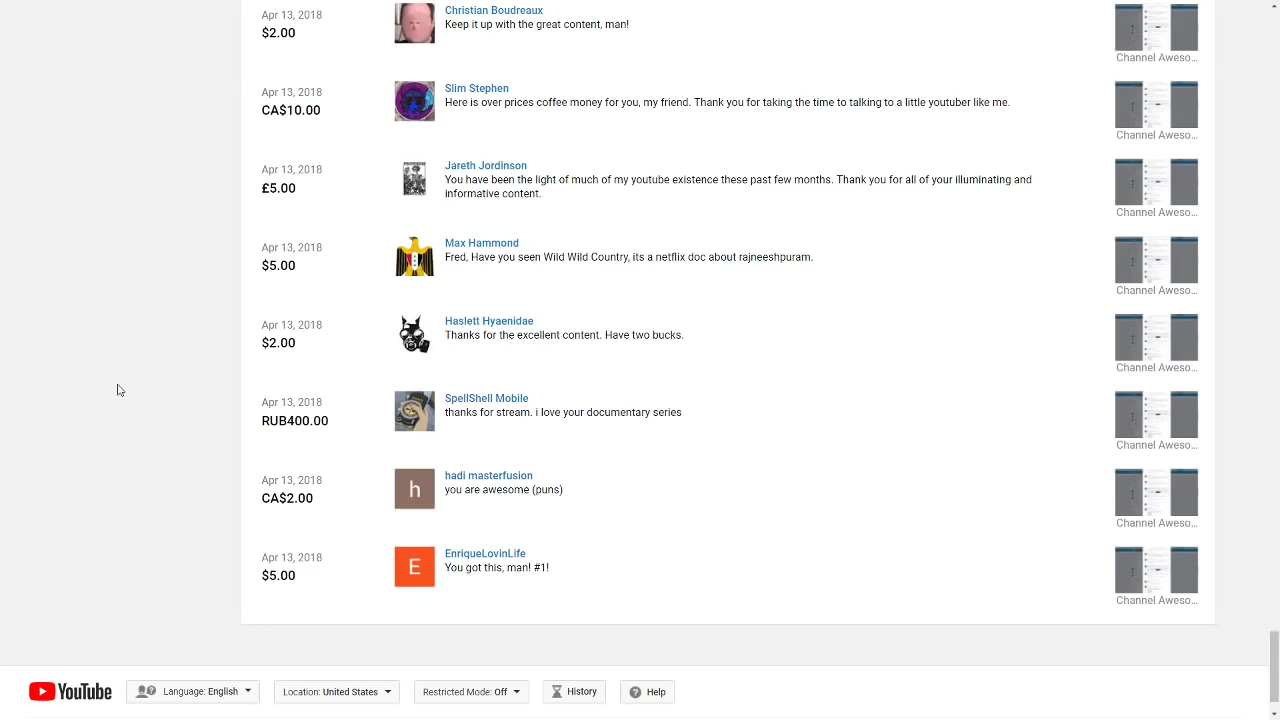 Apr 13, 2018
$2.00
Christian Boudreaux
Keep it up with the great content, man!
Channel Aweso...
Apr 13, 2018
CA$10.00
Slim Stephen
is over priced some money for you, my friend. Thank you for taking the time to talking to a little youtuber like me.
Channel Aweso...
Apr 13, 2018
£5.00
Jareth Jordinson
You have been the light of much of my youtube existence these past few months. Thank you for all of your illuminating and
content.
Channel Aweso...
Apr 13, 2018
$5.00
Max Hammond
Have you seen Wild Wild Country, its a netflix doc about rajneeshpuram.
Channel Aweso...
Apr 13, 2018
$2.00
Haslett Hyaenidae
Thanks for the excellent content. Have two bucks.
Channel Aweso...
Apr 13, 2018
RUB400.00
SpellShell Mobile
for stream. i love your documentary series
Channel Aweso...
Apr 13, 2018
CA$2.00
h
hadi masterfusion
you are awesome (puns)
Channel Aweso...
Apr 13, 2018
$5.00
E
EnriqueLovinLife
You got this, man! #1!
Channel Aweso...
YouTube
Language: English
Location: United States
Restricted Mode: Off
History
Help